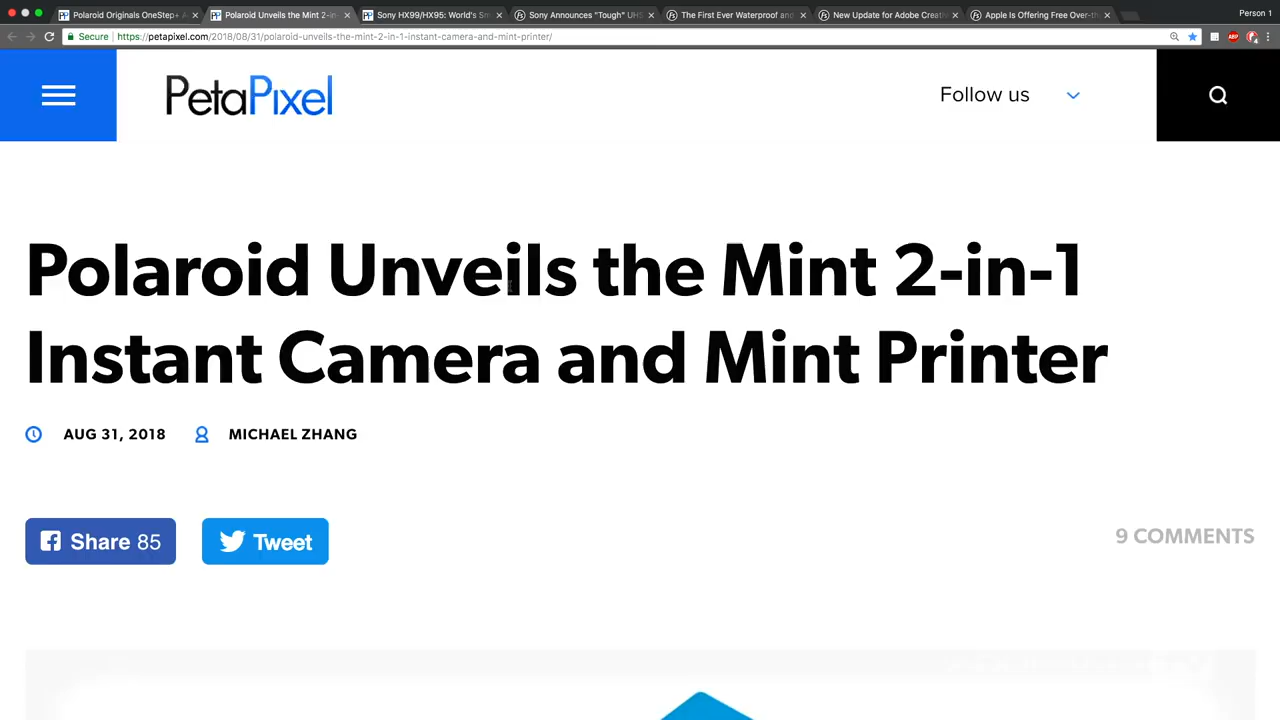 Polaroid Originals OneStep+ A
Polaroid Unveils the Mint 2-in-
Sony HX99/HX95: World's Sm
Sony Announces "Tough" UHS
The First Ever Waterproof and
New Update for Adobe Creativ
Apple Is Offering Free Over-th
Person 1
Secure
https://petapixel.com/2018/08/31/polaroid-unveils-the-mint-2-in-1-instant-camera-and-mint-printer/
ABP
PetaPixel
Follow us
Polaroid Unveils the Mint 2-in-1
Instant Camera and Mint Printer
AUG 31, 2018 MICHAEL ZHANG
Share 85
Tweet
9 COMMENTS